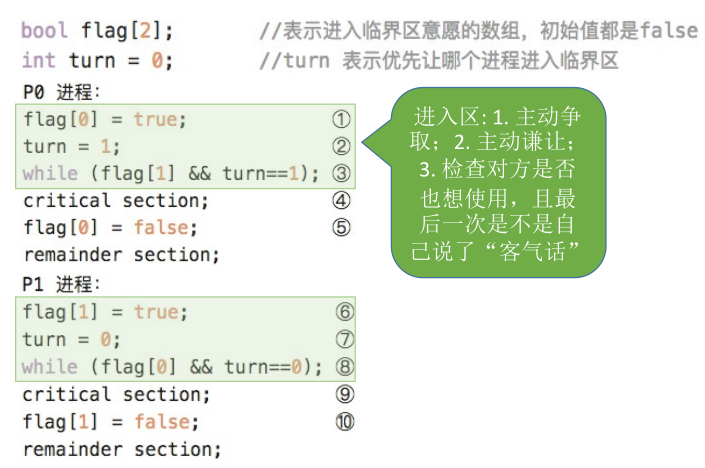 bool flag[2]; //表示进入临界区意愿的数组，初始值都是false
int turn = 0; //turn 表示优先让哪个进程进入临界区
P0 进程：
flag[0] = true; ①
turn = 1; ②
while (flag[1] && turn==1); ③
critical section; ④
flag[0] = false; ⑤
remainder section;
P1 进程：
flag[1] = true; ⑥
turn = 0; ⑦
while (flag[0] && turn==0); ⑧
critical section; ⑨
flag[1] = false; ⑩
remainder section;
进入区: 1. 主动争
取；2. 主动谦让；
3. 检查对方是否
也想使用，且最
后一次是不是自
己说了“客气话”